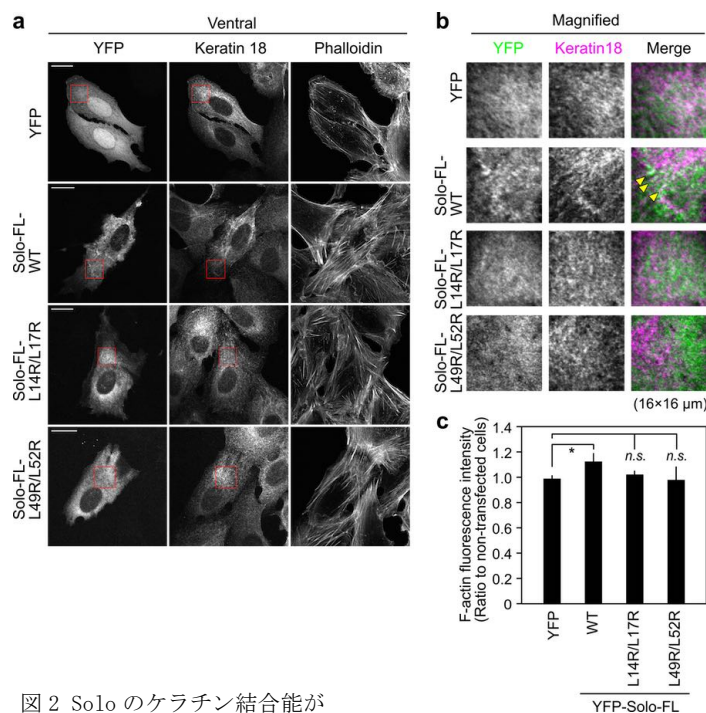 a
Ventral
YFP Keratin 18 Phalloidin
YFP
Solo-FL-
WT
Solo-FL-
L14R/L17R
Solo-FL-
L49R/L52R
b
Magnified
YFP Keratin18 Merge
YFP
Solo-FL-
WT
Solo-FL-
L14R/L17R
Solo-FL-
L49R/L52R
(16×16 μm)
c
F-actin fluorescence intensity
(Ratio to non-transfected cells)
1.4
1.2
1.0
0.8
0.6
0.4
0.2
0
*
n.s.
n.s.
YFP
WT
L14R/L17R
L49R/L52R
YFP-Solo-FL
図 2 Solo のケラチン結合能が